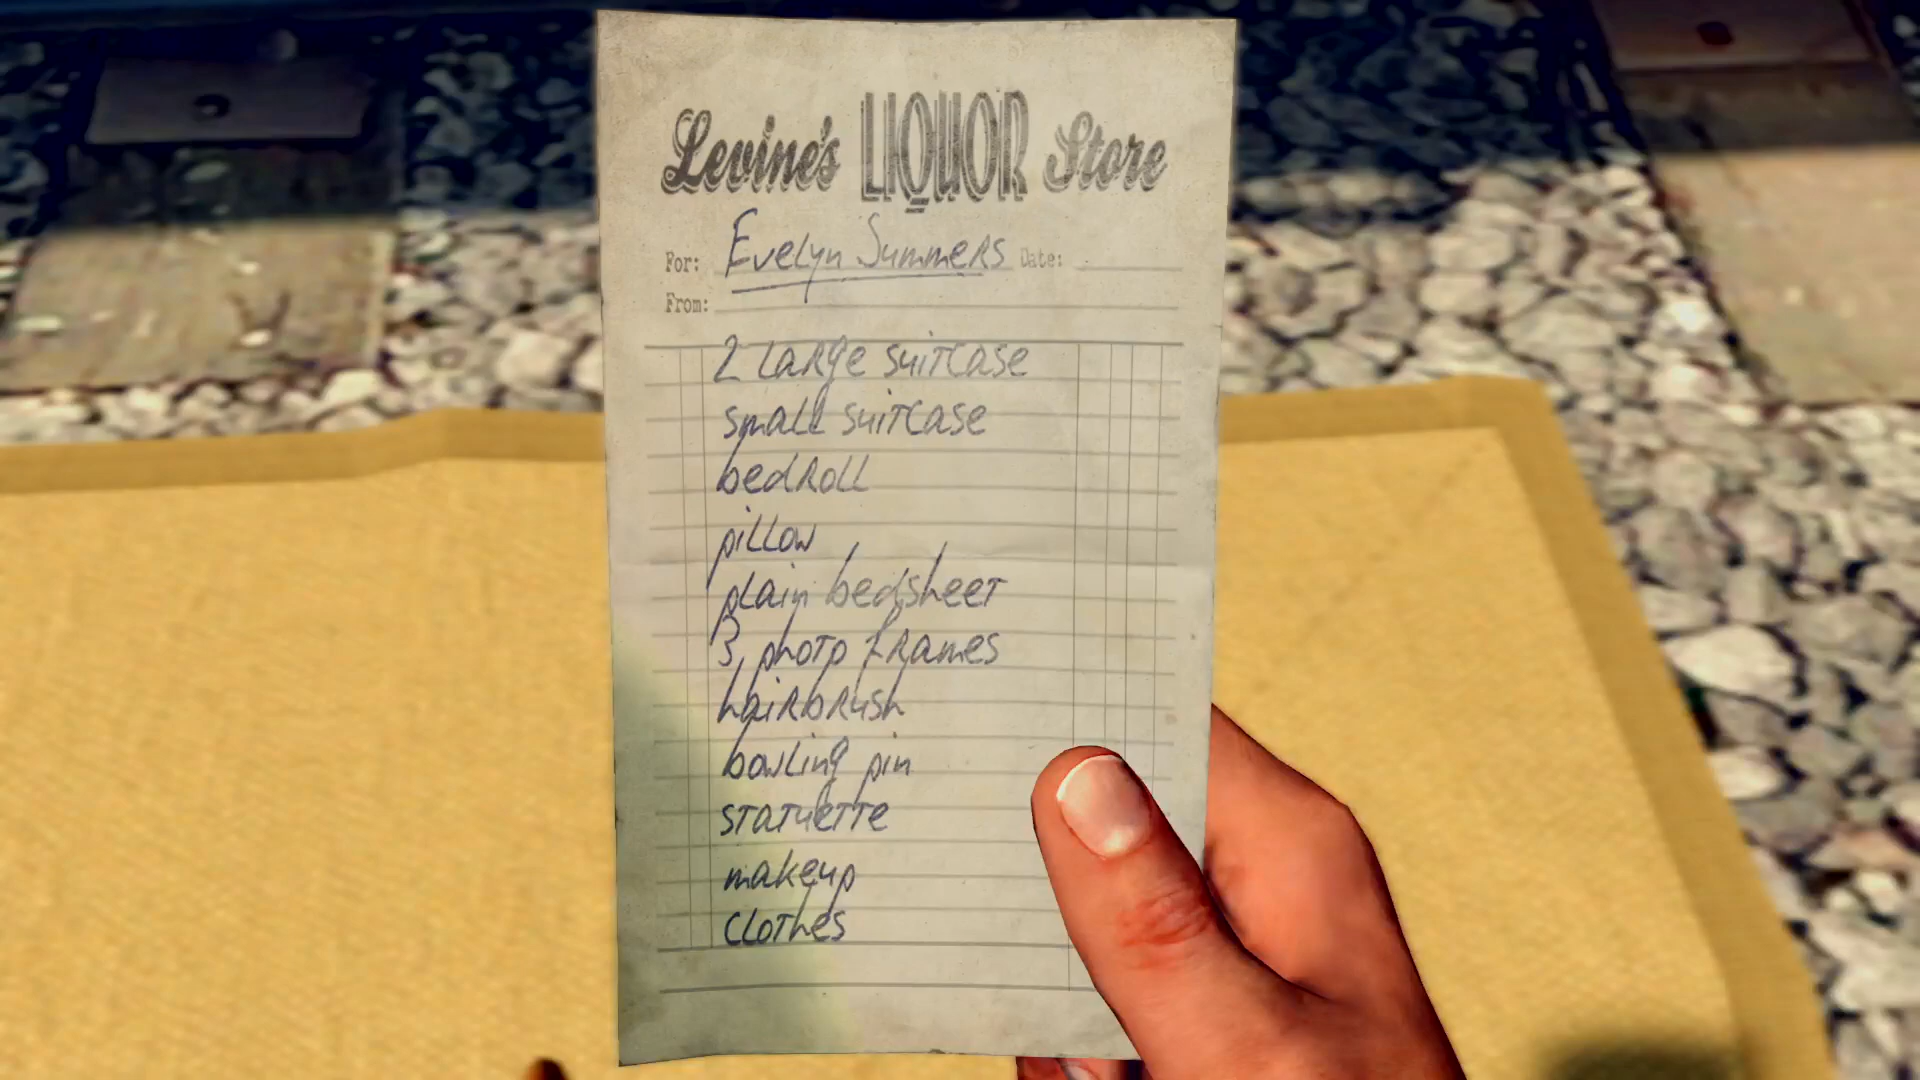 Levine's LIQUOR Store
For: Evelyn Summers Date:
From:
2 large suitcase
small suitcase
bedroll
pillow
plain bedsheet
3 photo frames
hairbrush
bowling pin
statuette
makeup
clothes